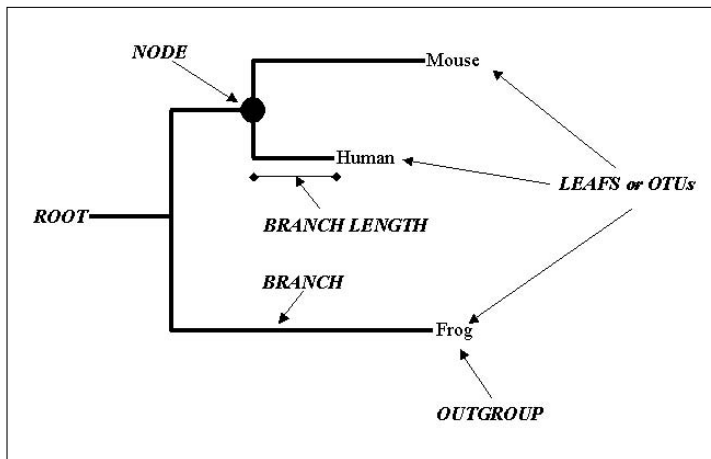 NODE
Mouse
Human
LEAFS or OTUs
ROOT
BRANCH LENGTH
BRANCH
Frog
OUTGROUP